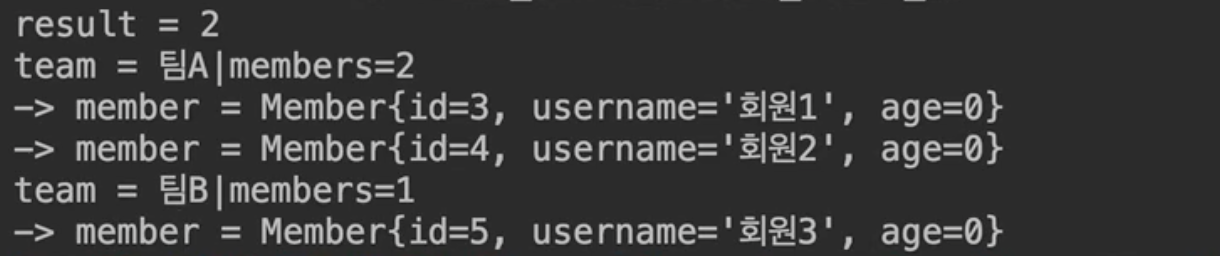 result = 2
team = 팀A|members=2
-> member = Member{id=3, username='회원1', age=0}
-> member = Member{id=4, username='회원2', age=0}
team = 팀B|members=1
-> member = Member{id=5, username='회원3', age=0}